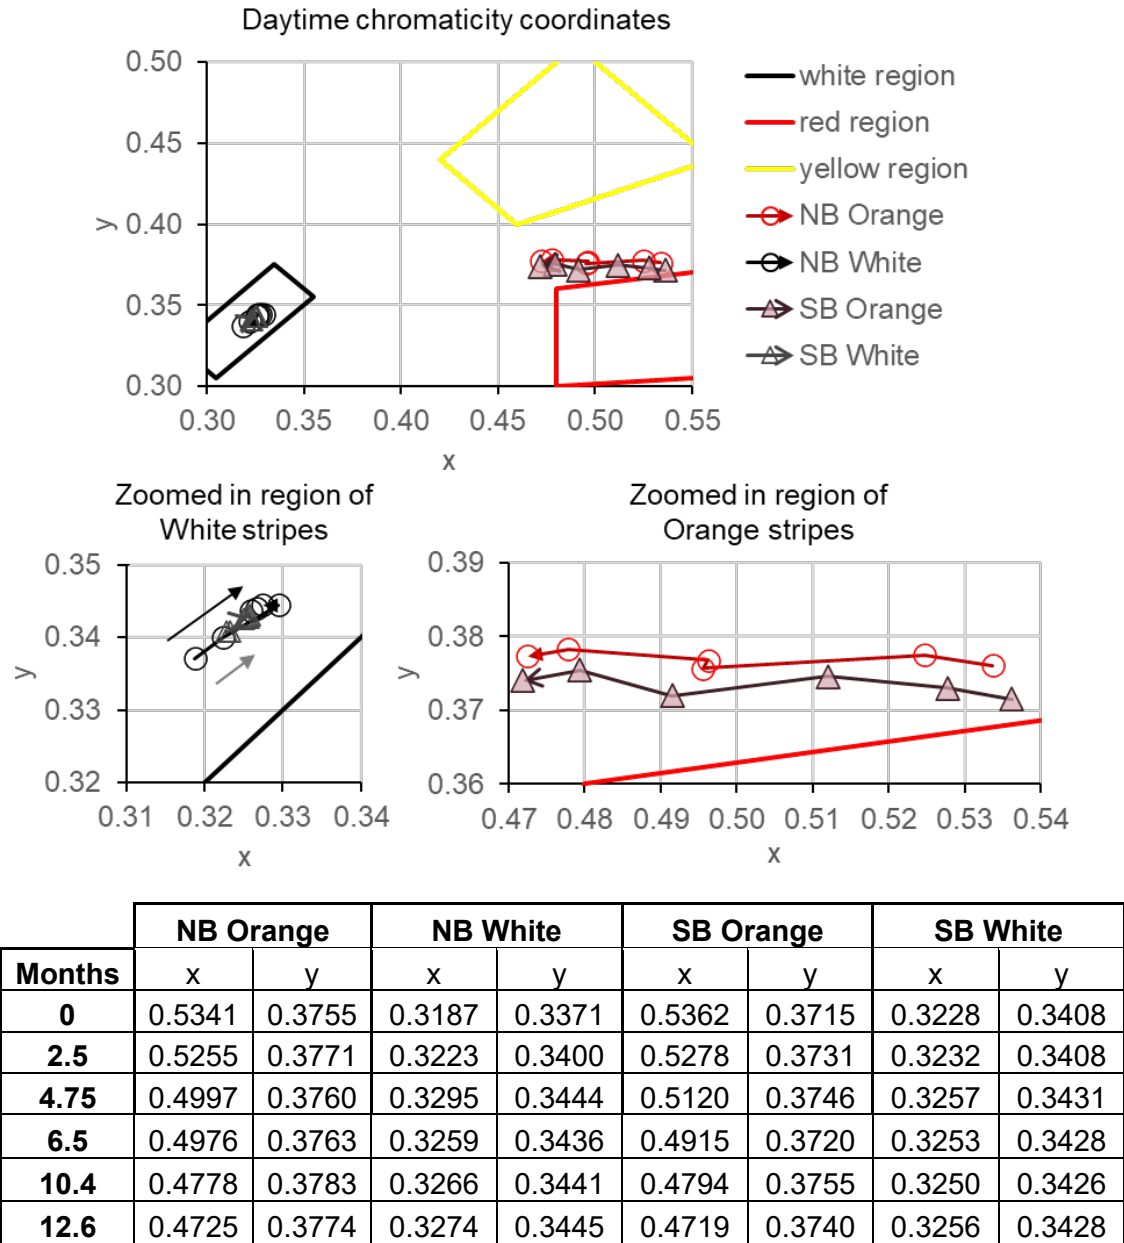 Daytime chromaticity coordinates
0.50
0.45
0.40
0.35
0.30
y
0.30 0.35 0.40 0.45 0.50 0.55
x
white region
red region
yellow region
NB Orange
NB White
SB Orange
SB White
Zoomed in region of
White stripes
0.35
0.34
0.33
0.32
y
0.31 0.32 0.33 0.34
x
Zoomed in region of
Orange stripes
0.39
0.38
0.37
0.36
y
0.47 0.48 0.49 0.50 0.51 0.52 0.53 0.54
x
NB Orange NB White SB Orange SB White
Months x y x y x y x y
0 0.5341 0.3755 0.3187 0.3371 0.5362 0.3715 0.3228 0.3408
2.5 0.5255 0.3771 0.3223 0.3400 0.5278 0.3731 0.3232 0.3408
4.75 0.4997 0.3760 0.3295 0.3444 0.5120 0.3746 0.3257 0.3431
6.5 0.4976 0.3763 0.3259 0.3436 0.4915 0.3720 0.3253 0.3428
10.4 0.4778 0.3783 0.3266 0.3441 0.4794 0.3755 0.3250 0.3426
12.6 0.4725 0.3774 0.3274 0.3445 0.4719 0.3740 0.3256 0.3428